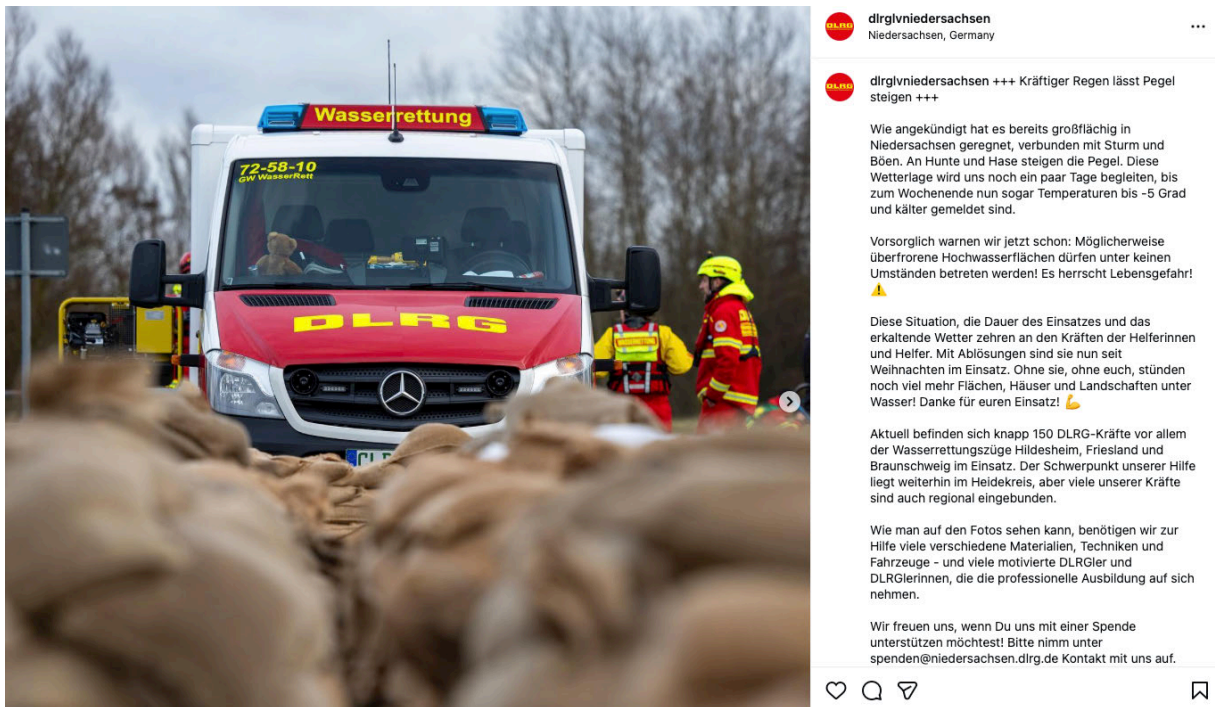 Wasserrettung
72-58-10
GW WasserRett
DLRG
WASSERRETTUNG
DLRG
dlrglvniedersachsen
Niedersachsen, Germany
DLRG
dlrglvniedersachsen +++ Kräftiger Regen lässt Pegel
steigen +++
Wie angekündigt hat es bereits großflächig in
Niedersachsen geregnet, verbunden mit Sturm und
Böen. An Hunte und Hase steigen die Pegel. Diese
Wetterlage wird uns noch ein paar Tage begleiten, bis
zum Wochenende nun sogar Temperaturen bis -5 Grad
und kälter gemeldet sind.
Vorsorglich warnen wir jetzt schon: Möglicherweise
überfrorene Hochwasserflächen dürfen unter keinen
Umständen betreten werden! Es herrscht Lebensgefahr!
⚠️
Diese Situation, die Dauer des Einsatzes und das
erkaltende Wetter zehren an den Kräften der Helferinnen
und Helfer. Mit Ablösungen sind sie nun seit
Weihnachten im Einsatz. Ohne sie, ohne euch, stünden
noch viel mehr Flächen, Häuser und Landschaften unter
Wasser! Danke für euren Einsatz! 💪
Aktuell befinden sich knapp 150 DLRG-Kräfte vor allem
der Wasserrettungszüge Hildesheim, Friesland und
Braunschweig im Einsatz. Der Schwerpunkt unserer Hilfe
liegt weiterhin im Heidekreis, aber viele unserer Kräfte
sind auch regional eingebunden.
Wie man auf den Fotos sehen kann, benötigen wir zur
Hilfe viele verschiedene Materialien, Techniken und
Fahrzeuge - und viele motivierte DLRGler und
DLRGlerinnen, die die professionelle Ausbildung auf sich
nehmen.
Wir freuen uns, wenn Du uns mit einer Spende
unterstützen möchtest! Bitte nimm unter
spenden@niedersachsen.dlrg.de Kontakt mit uns auf.